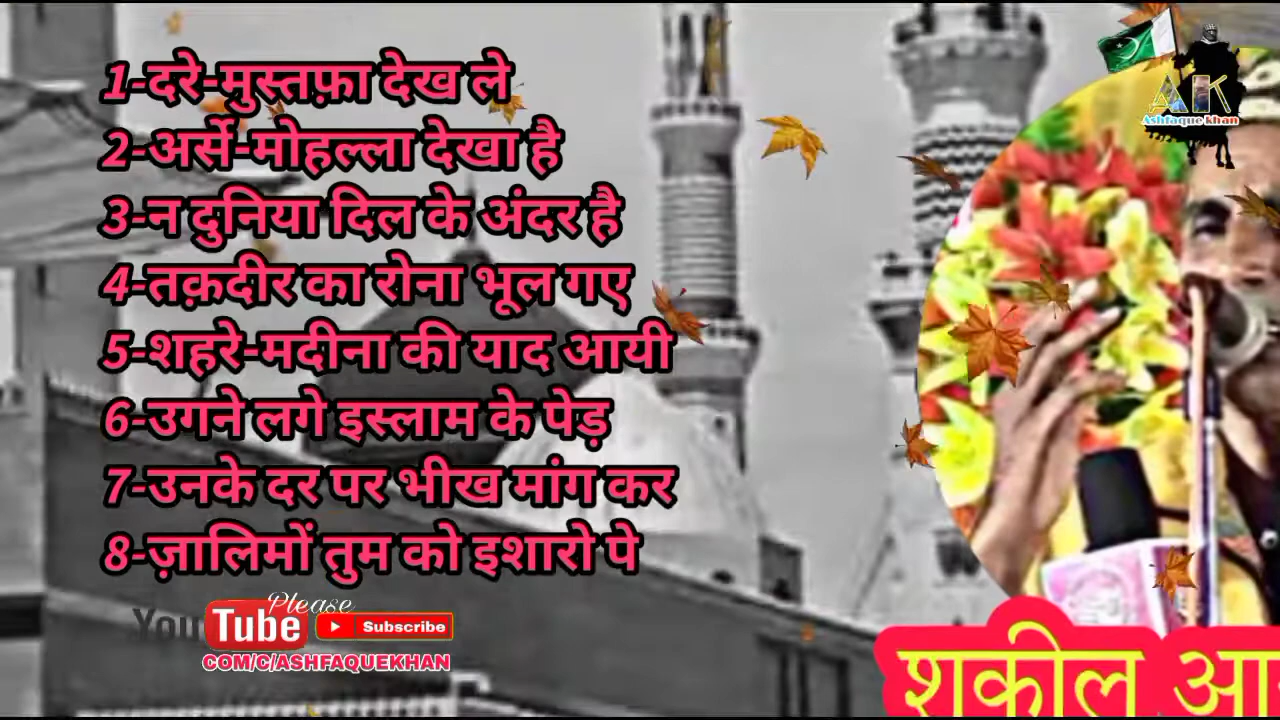 1-दरे-मुस्तफ़ा देख ले
2-अर्से-मोहल्ला देखा है
3-न दुनिया दिल के अंदर है
4-तक़दीर का रोना भूल गए
5-शहरे-मदीना की याद आयी
6-उगने लगे इस्लाम के पेड़
7-उनके दर पर भीख मांग कर
8-ज़ालिमों तुम को इशारो पे
YouTube Please Subscribe
COM/C/ASHFAQUEKHAN
AK
Ashfaque khan
शकील